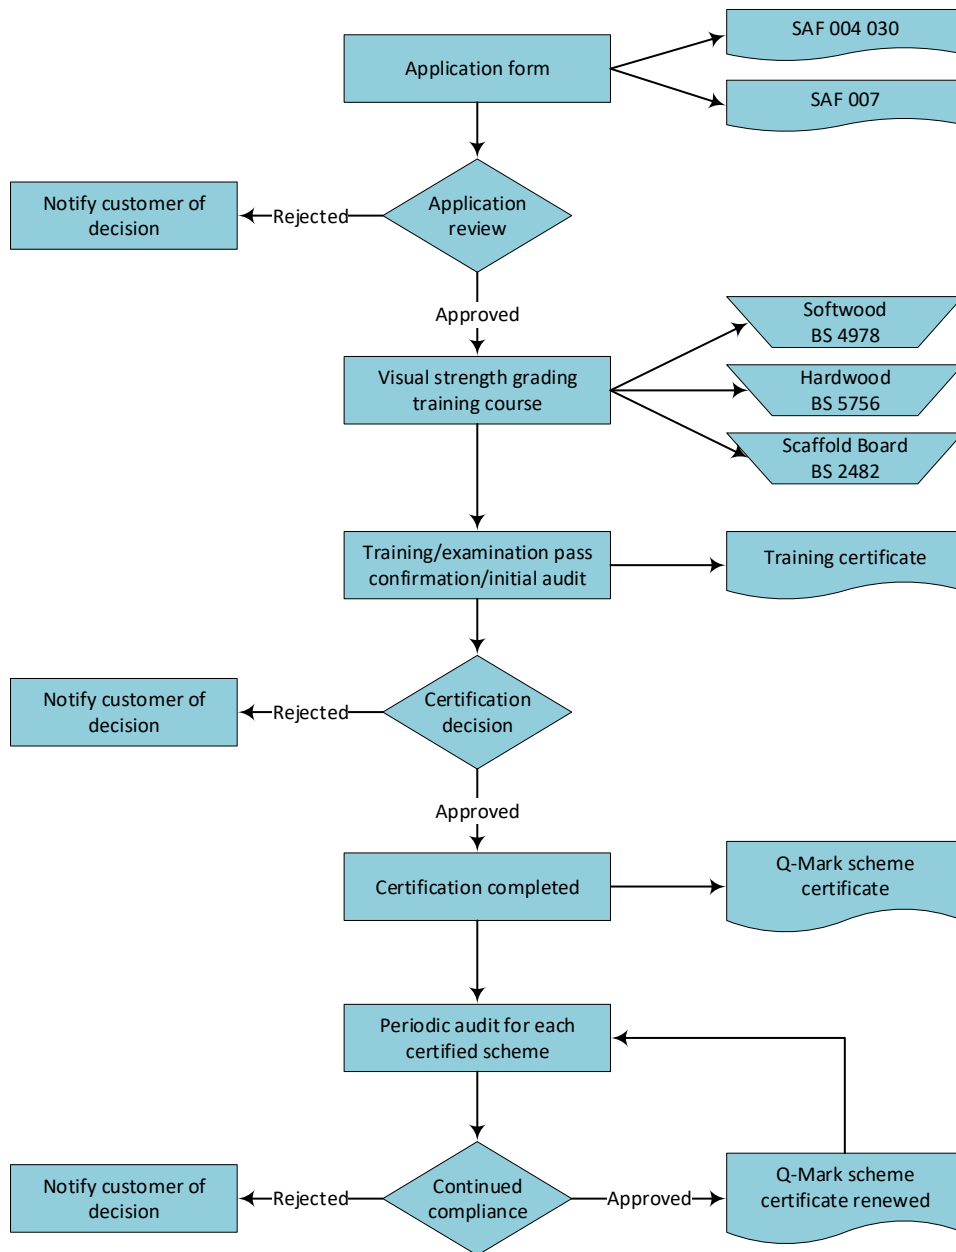 SAF 004 030
Application form
SAF 007
Notify customer of
decision
Rejected
Application
review
Approved
Softwood
BS 4978
Visual strength grading
training course
Hardwood
BS 5756
Scaffold Board
BS 2482
Training/examination pass
confirmation/initial audit
Training certificate
Notify customer of
decision
Rejected
Certification
decision
Approved
Certification completed
Q-Mark scheme
certificate
Periodic audit for each
certified scheme
Notify customer of
decision
Rejected
Continued
compliance
Approved
Q-Mark scheme
certificate renewed